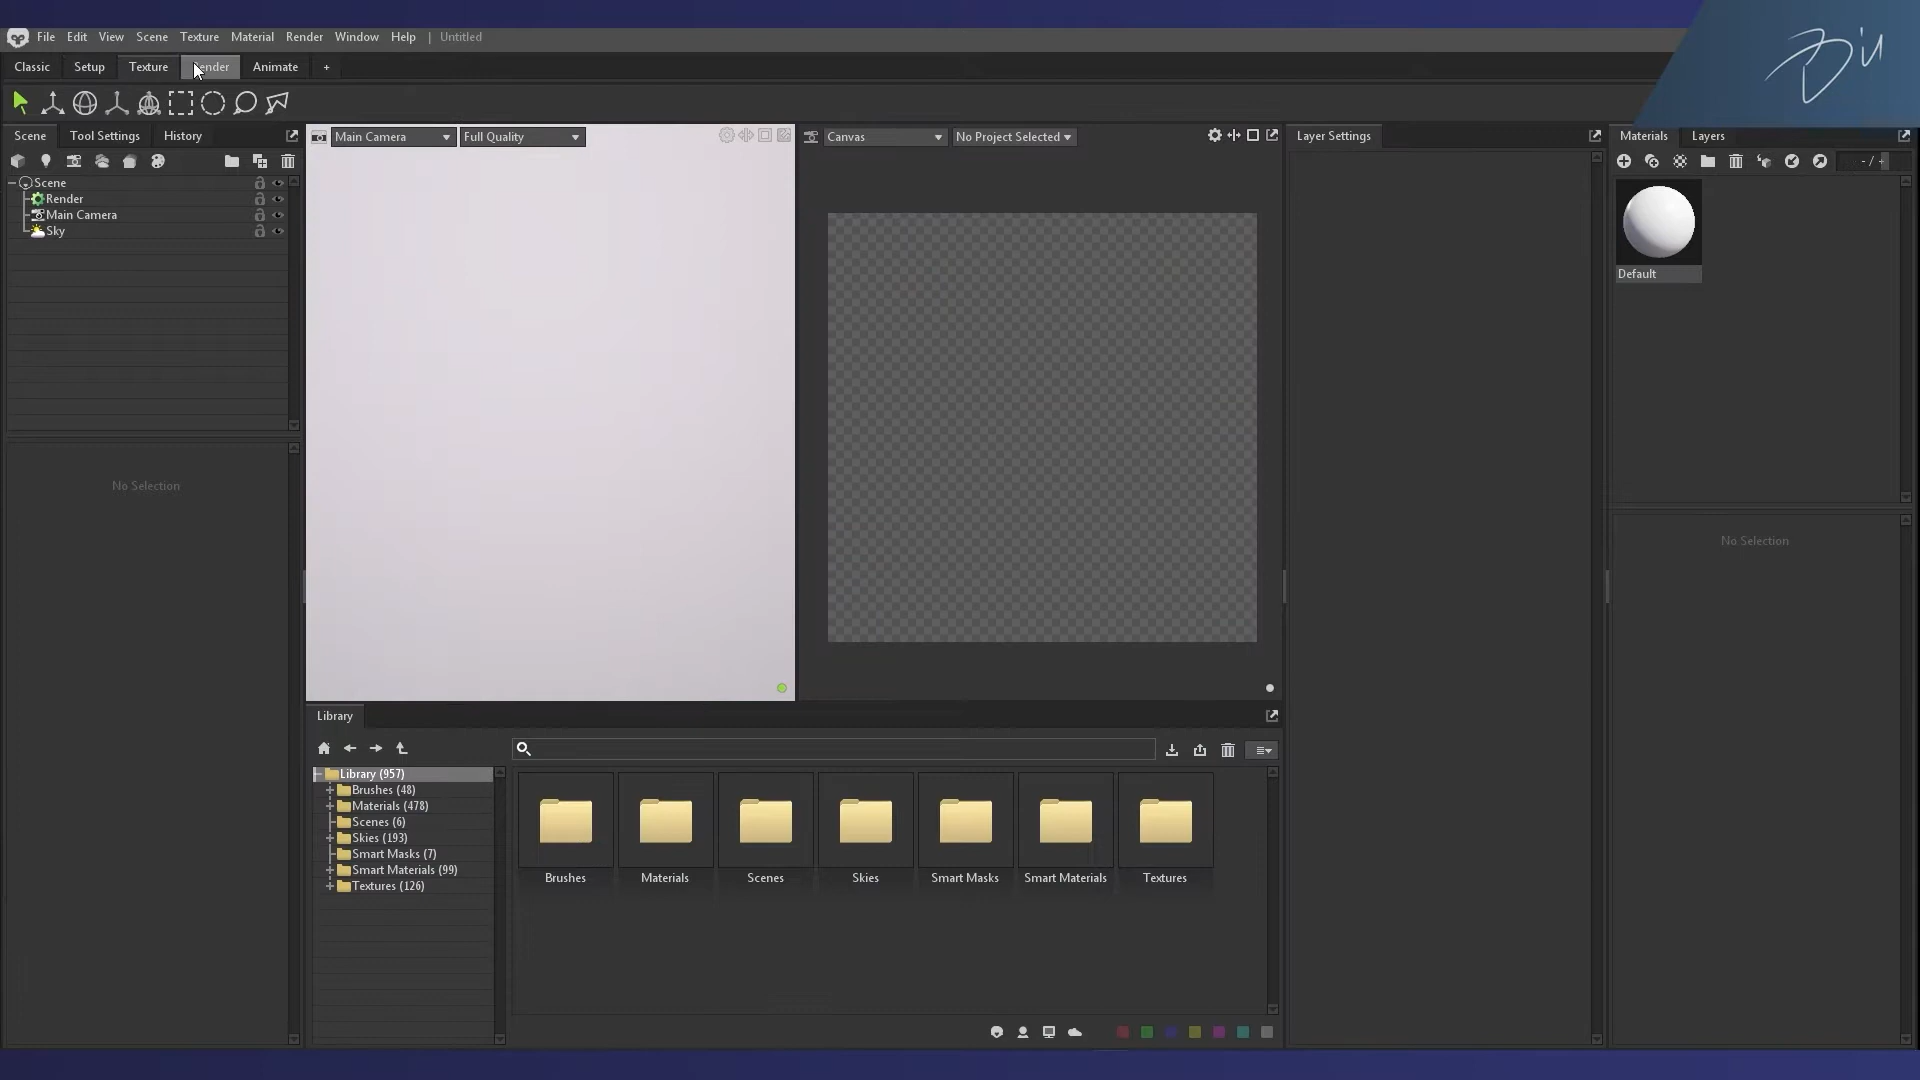 File Edit View Scene Texture Material Render Window Help | Untitled
Classic Setup Texture Render Animate +
Scene Tool Settings History
Main Camera Full Quality
Canvas No Project Selected
Layer Settings
Materials Layers
- / +
Scene
Render
Main Camera
Sky
No Selection
Default
No Selection
Library
Library (957)
Brushes (48)
Materials (478)
Scenes (6)
Skies (193)
Smart Masks (7)
Smart Materials (99)
Textures (126)
Brushes Materials Scenes Skies Smart Masks Smart Materials Textures